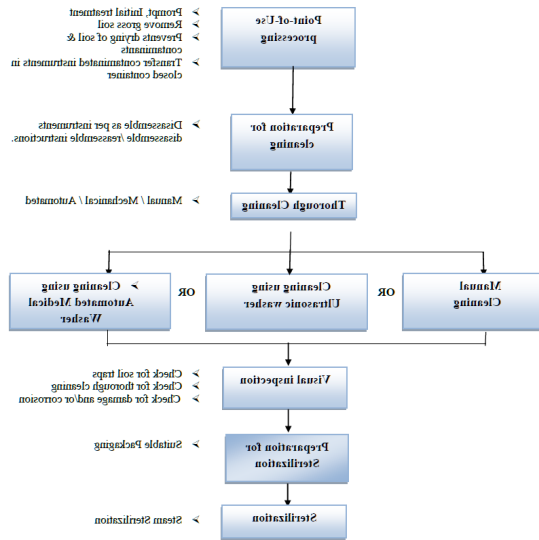 Point-of-Use
processing
➢ Prompt, Initial treatment
➢ Remove gross soil
➢ Prevents drying of soil &
contaminants
➢ Transfer contaminated instruments in
closed container
Preparation for
cleaning
➢ Disassemble as per instruments
disassemble /reassemble instructions.
Thorough Cleaning
➢ Manual / Mechanical / Automated
Manual
Cleaning
OR
Cleaning using
Ultrasonic washer
OR
➢ Cleaning using
Automated Medical
Washer
Visual inspection
➢ Check for soil traps
➢ Check for thorough cleaning
➢ Check for damage and/or corrosion
Preparation for
Sterilization
➢ Suitable Packaging
Sterilization
➢ Steam Sterilization